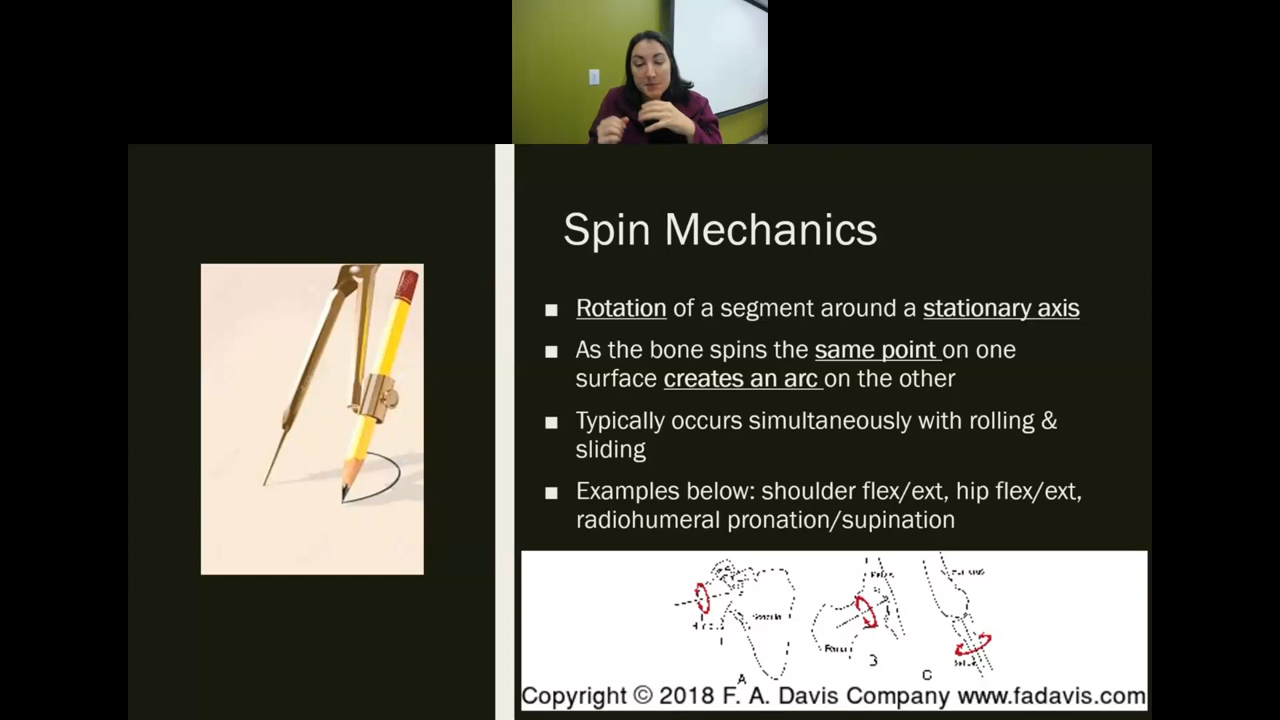 Spin Mechanics
■ Rotation of a segment around a stationary axis
■ As the bone spins the same point on one
surface creates an arc on the other
■ Typically occurs simultaneously with rolling &
sliding
■ Examples below: shoulder flex/ext, hip flex/ext,
radiohumeral pronation/supination
A
C
Copyright © 2018 F. A. Davis Company www.fadavis.com